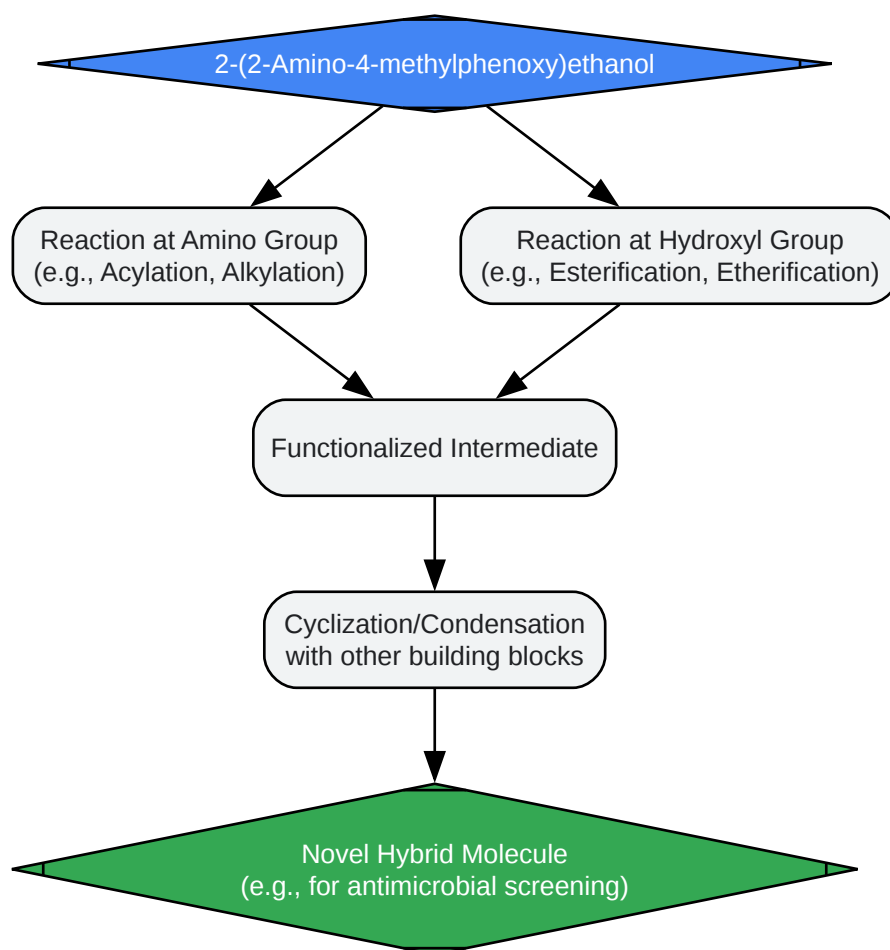 2-(2-Amino-4-methylphenoxy)ethanol
Reaction at Amino Group
(e.g., Acylation, Alkylation)
Reaction at Hydroxyl Group
(e.g., Esterification, Etherification)
Functionalized Intermediate
Cyclization/Condensation
with other building blocks
Novel Hybrid Molecule
(e.g., for antimicrobial screening)